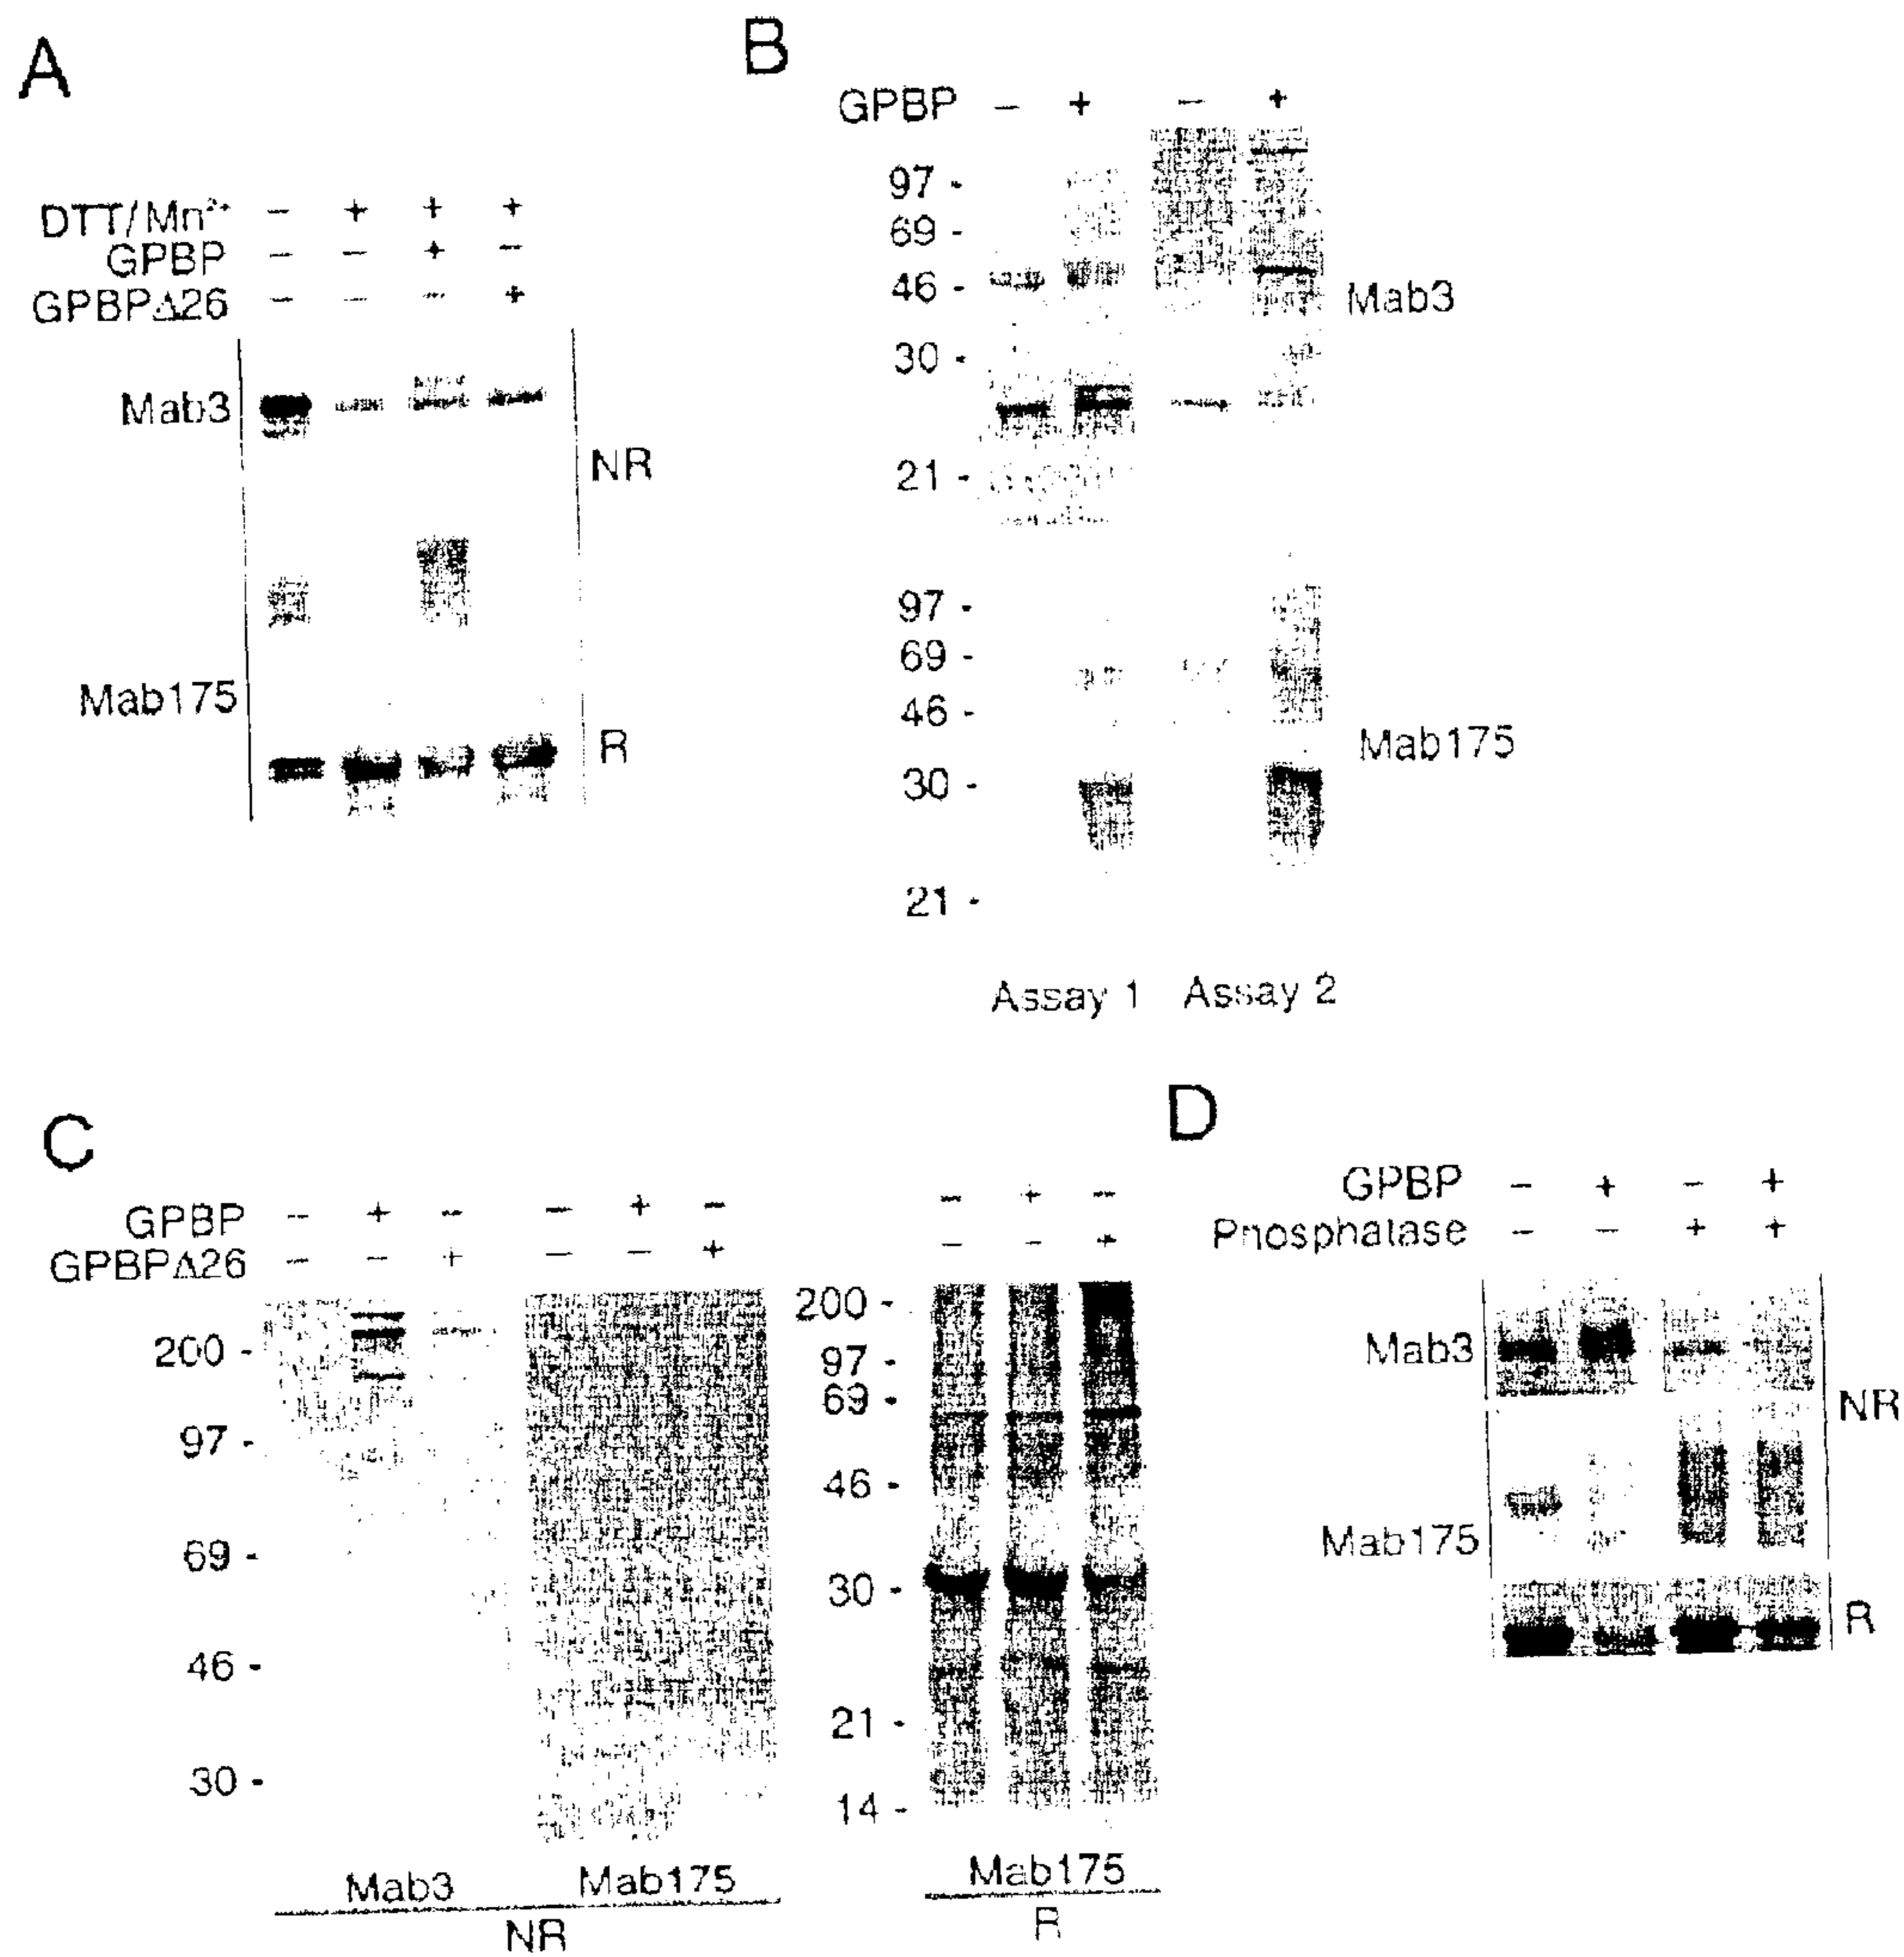 A
DTT/Mn²⁺ - + + +
GPBP - - + -
GPBPΔ26 - - - +
Mab3
NR
Mab175
R
B
GPBP - + - +
97 -
69 -
46 -
30 -
21 -
Mab3
97 -
69 -
46 -
30 -
21 -
Mab175
Assay 1 Assay 2
C
GPBP - + - - + - - + -
GPBPΔ26 - - + - - + - - +
200 -
97 -
69 -
46 -
30 -
200 -
97 -
69 -
46 -
30 -
21 -
14 -
Mab3 Mab175
NR
Mab175
R
D
GPBP - + - +
Phosphatase - - + +
Mab3
NR
Mab175
R